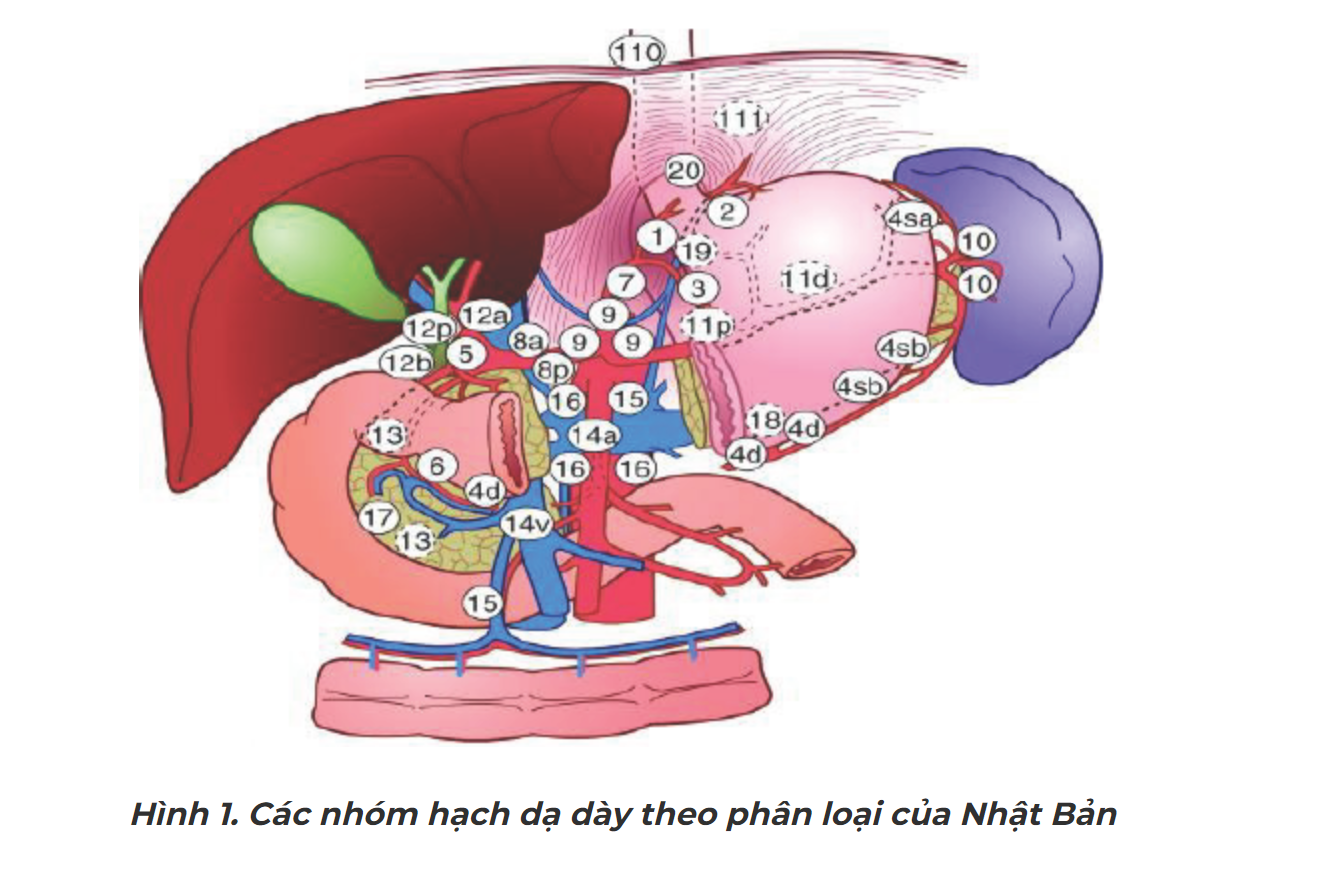 110
111
20
2
4sa
1
19
10
7
3
11d
10
9
12a
12p
11p
8a
9
9
4sb
5
12b
8p
4sb
16
15
18
4d
13
14a
4d
6
16
16
4d
17
14v
13
15
Hình 1. Các nhóm hạch dạ dày theo phân loại của Nhật Bản